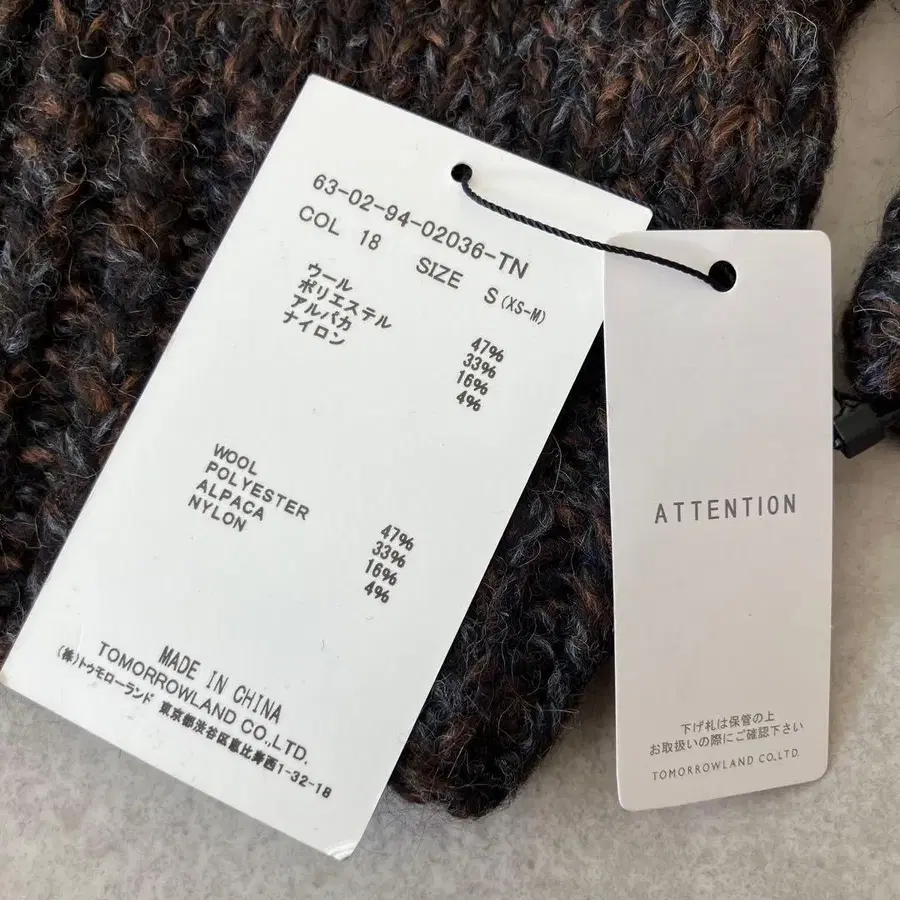 63-02-94-02036-TN
COL 18 SIZE S(XS-M)
ウール 47%
ポリエステル 33%
アルパカ 16%
ナイロン 4%
WOOL 47%
POLYESTER 33%
ALPACA 16%
NYLON 4%
MADE IN CHINA
TOMORROWLAND CO.,LTD.
(株)トゥモローランド 東京都渋谷区恵比寿西1-32-18
ATTENTION
下げ札は保管の上
お取扱いの際にご確認下さい
TOMORROWLAND CO.,LTD.